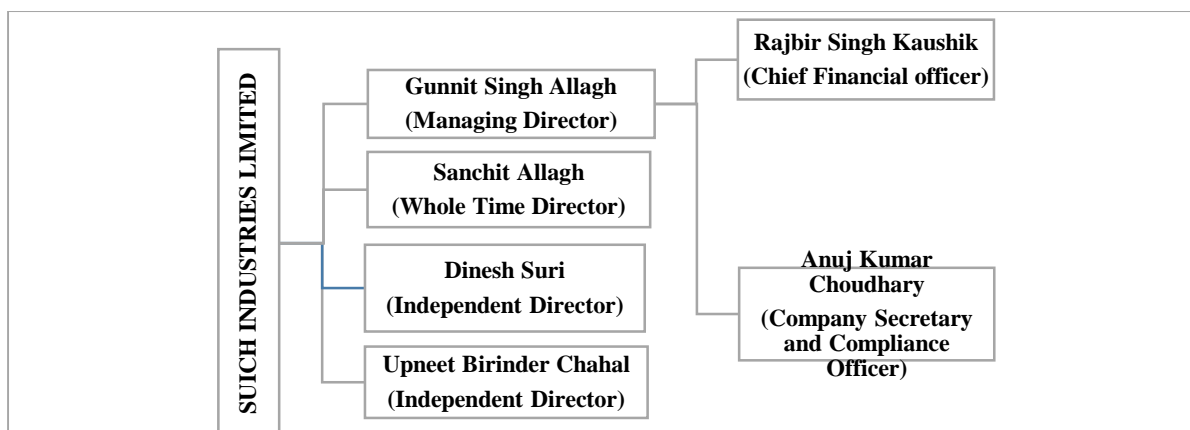 SUICH INDUSTRIES LIMITED
Gunnit Singh Allagh
(Managing Director)
Sanchit Allagh
(Whole Time Director)
Dinesh Suri
(Independent Director)
Upneet Birinder Chahal
(Independent Director)
Rajbir Singh Kaushik
(Chief Financial officer)
Anuj Kumar
Choudhary
(Company Secretary
and Compliance
Officer)